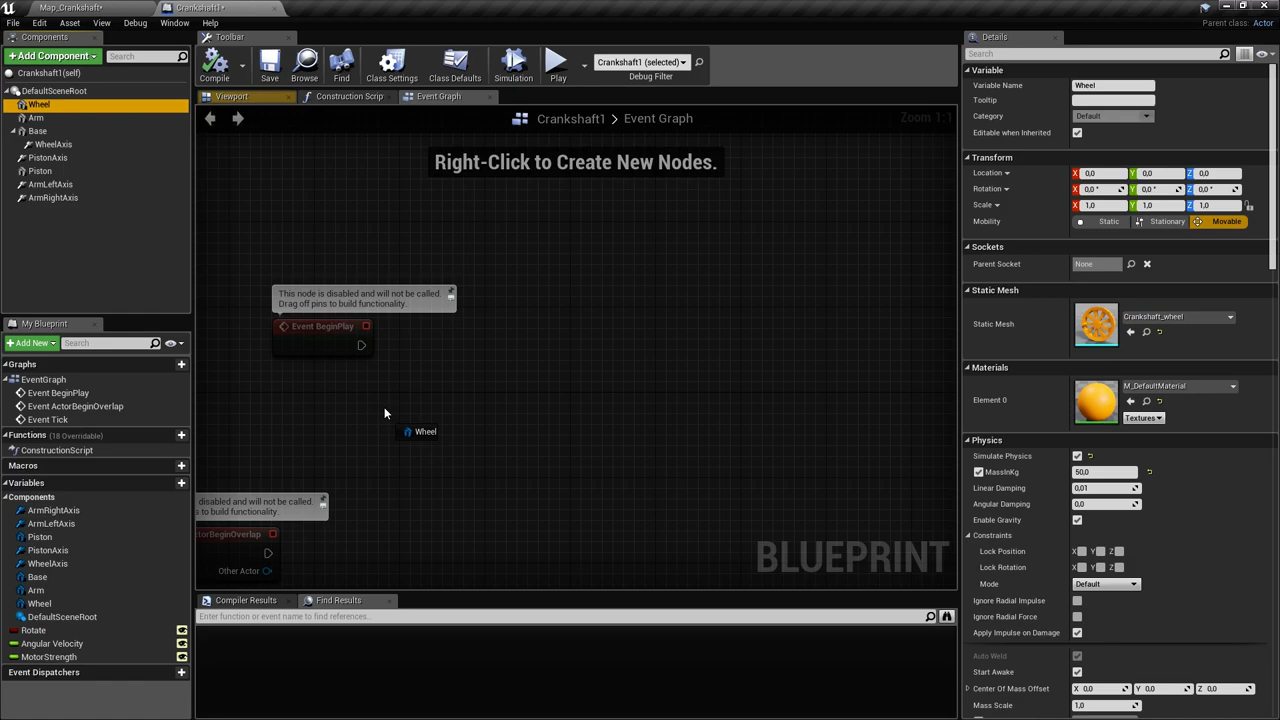 Map_Crankshaft*
Crankshaft1*
File Edit Asset View Debug Window Help
Parent class: Actor
Components
Add Component
Search
Crankshaft1(self)
DefaultSceneRoot
Wheel
Arm
Base
WheelAxis
PistonAxis
Piston
ArmLeftAxis
ArmRightAxis
My Blueprint
Add New
Search
Graphs
EventGraph
Event BeginPlay
Event ActorBeginOverlap
Event Tick
Functions (18 Overridable)
ConstructionScript
Macros
Variables
Components
ArmRightAxis
ArmLeftAxis
Piston
PistonAxis
WheelAxis
Base
Arm
Wheel
DefaultSceneRoot
Rotate
Angular Velocity
MotorStrength
Event Dispatchers
Toolbar
Compile
Save
Browse
Find
Class Settings
Class Defaults
Simulation
Play
Crankshaft1 (selected)
Debug Filter
Viewport
Construction Scrip
Event Graph
Crankshaft1 > Event Graph
Zoom 1:1
Right-Click to Create New Nodes.
This node is disabled and will not be called.
Drag off pins to build functionality.
Event BeginPlay
Wheel
disabled and will not be called.
s to build functionality.
ctorBeginOverlap
Other Actor
BLUEPRINT
Compiler Results
Find Results
Enter function or event name to find references...
Details
Search
Variable
Variable Name Wheel
Tooltip
Category Default
Editable when Inherited
Transform
Location X 0,0 Y 0,0 Z 0,0
Rotation X 0,0 ° Y 0,0 ° Z 0,0 °
Scale X 1,0 Y 1,0 Z 1,0
Mobility Static Stationary Movable
Sockets
Parent Socket None
Static Mesh
Static Mesh Crankshaft_wheel
Materials
Element 0 M_DefaultMaterial
Textures
Physics
Simulate Physics
MassInKg 50,0
Linear Damping 0,01
Angular Damping 0,0
Enable Gravity
Constraints
Lock Position X Y Z
Lock Rotation X Y Z
Mode Default
Ignore Radial Impulse
Ignore Radial Force
Apply Impulse on Damage
Auto Weld
Start Awake
Center Of Mass Offset X 0,0 Y 0,0 Z 0,0
Mass Scale 1,0